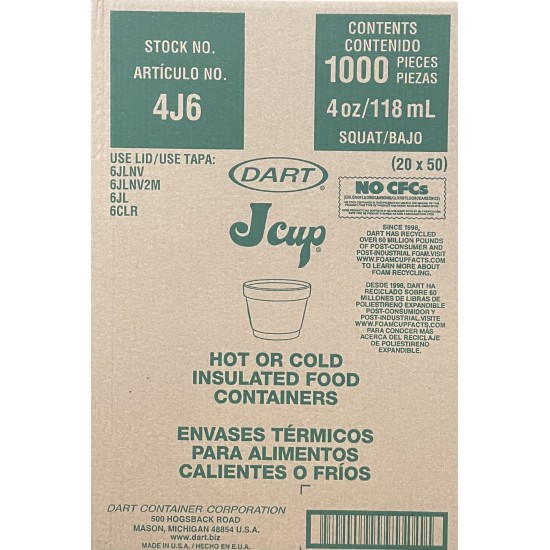 STOCK NO.
ARTÍCULO NO.
4J6
CONTENTS
CONTENIDO
1000 PIECES
PIEZAS
4 oz/118 mL
SQUAT/BAJO
(20 x 50)
USE LID/USE TAPA:
6JLNV
6JLNV2M
6JL
6CLR
DART®
J cup®
NO CFCs
(CHLOROFLUOROCARBONS/CLOROFLUOROCARBONOS)
SINCE 1998,
DART HAS RECYCLED
OVER 60 MILLION POUNDS
OF POST-CONSUMER AND
POST-INDUSTRIAL FOAM.VISIT
WWW.FOAMCUPFACTS.COM
TO LEARN MORE ABOUT
FOAM RECYCLING.
DESDE 1998, DART HA
RECICLADO SOBRE 60
MILLONES DE LIBRAS DE
POLIESTIRENO EXPANDIBLE
POST-CONSUMIDOR Y
POST-INDUSTRIAL.VISITE
WWW.FOAMCUPFACTS.COM
PARA CONOCER MÁS
ACERCA DEL RECICLAJE
DE POLIESTIRENO
EXPANDIBLE.
HOT OR COLD
INSULATED FOOD
CONTAINERS
ENVASES TÉRMICOS
PARA ALIMENTOS
CALIENTES O FRÍOS
DART CONTAINER CORPORATION
500 HOGSBACK ROAD
MASON, MICHIGAN 48854 U.S.A.
www.dart.biz
MADE IN U.S.A. / HECHO EN E.U.A.